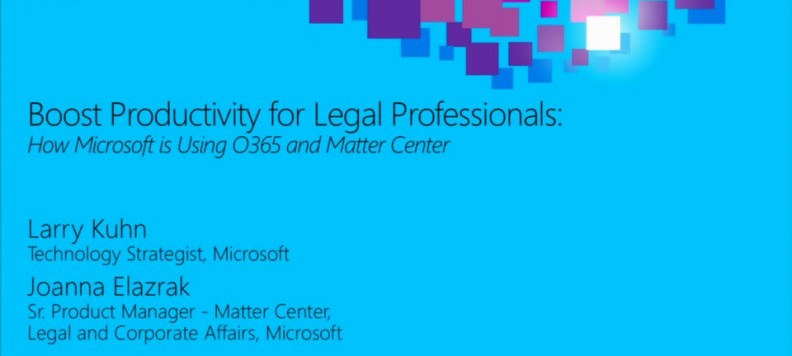 Boost Productivity for Legal Professionals:
How Microsoft is Using O365 and Matter Center
Larry Kuhn
Technology Strategist, Microsoft
Joanna Elazrak
Sr. Product Manager - Matter Center,
Legal and Corporate Affairs, Microsoft